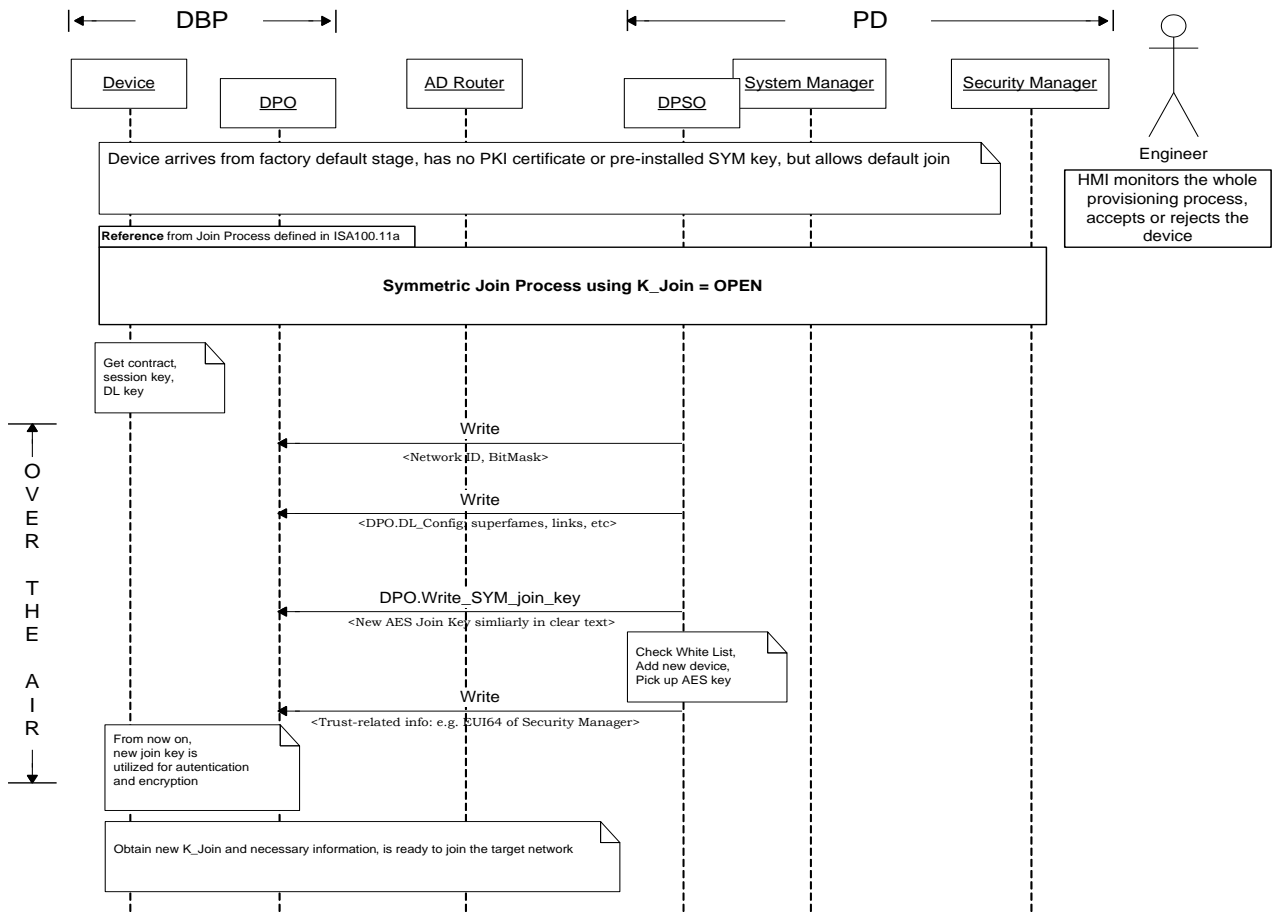 DBP
PD
Device
DPO
AD Router
DPSO
System Manager
Security Manager
Engineer
HMI monitors the whole
provisioning process,
accepts or rejects the
device
Device arrives from factory default stage, has no PKI certificate or pre-installed SYM key, but allows default join
Reference from Join Process defined in ISA100.11a
Symmetric Join Process using K_Join = OPEN
Get contract,
session key,
DL key
OVER THE AIR
Write
<Network ID, BitMask>
Write
<DPO.DL_Config, superfames, links, etc>
DPO.Write_SYM_join_key
<New AES Join Key simliarly in clear text>
Check White List,
Add new device,
Pick up AES key
Write
<Trust-related info: e.g. EUI64 of Security Manager>
From now on,
new join key is
utilized for autentication
and encryption
Obtain new K_Join and necessary information, is ready to join the target network